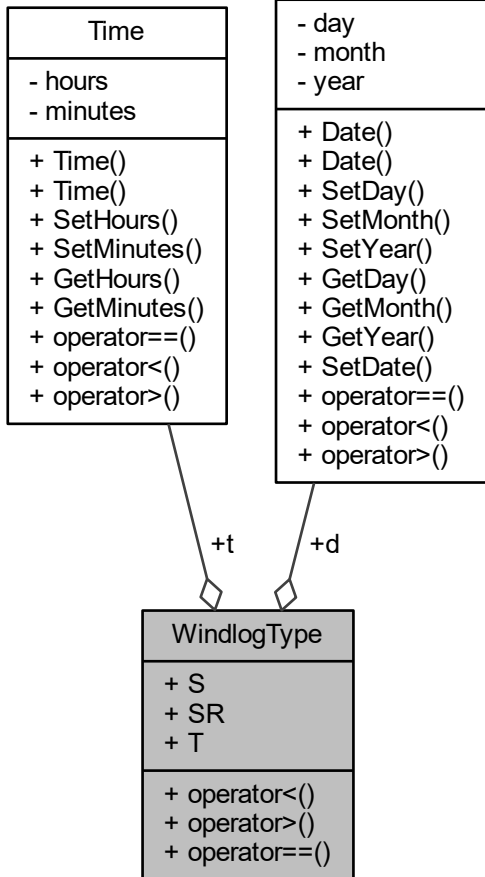 Time
- hours
- minutes
+ Time()
+ Time()
+ SetHours()
+ SetMinutes()
+ GetHours()
+ GetMinutes()
+ operator==()
+ operator<()
+ operator>()
- day
- month
- year
+ Date()
+ Date()
+ SetDay()
+ SetMonth()
+ SetYear()
+ GetDay()
+ GetMonth()
+ GetYear()
+ SetDate()
+ operator==()
+ operator<()
+ operator>()
+t
+d
WindlogType
+ S
+ SR
+ T
+ operator<()
+ operator>()
+ operator==()